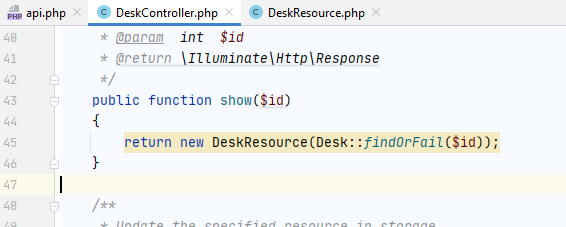 PHP api.php DeskController.php DeskResource.php
40 * @param int $id
41 * @return \Illuminate\Http\Response
42 */
43 public function show($id)
44 {
45 return new DeskResource(Desk::findOrFail($id));
46 }
47
48 /**
49 * Update the specified resource in storage